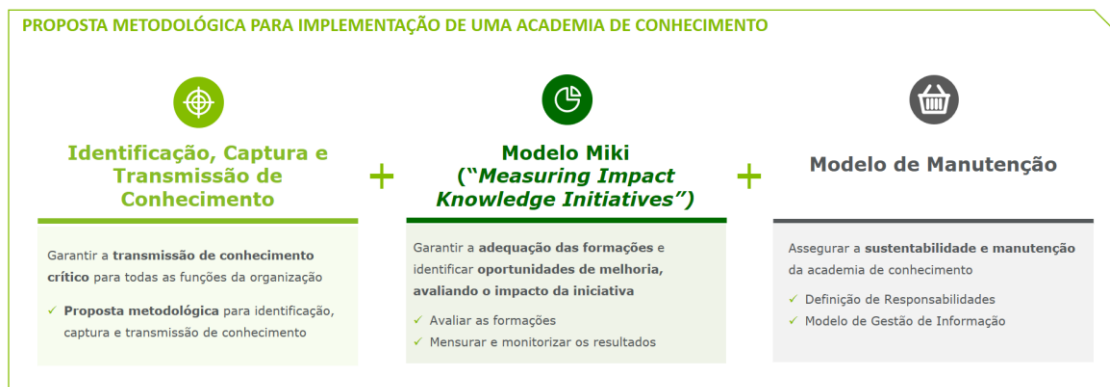 PROPOSTA METODOLÓGICA PARA IMPLEMENTAÇÃO DE UMA ACADEMIA DE CONHECIMENTO
Identificação, Captura e
Transmissão de
Conhecimento
Garantir a transmissão de conhecimento
crítico para todas as funções da organização
✓ Proposta metodológica para identificação,
captura e transmissão de conhecimento
+
Modelo Miki
("Measuring Impact
Knowledge Initiatives")
Garantir a adequação das formações e
identificar oportunidades de melhoria,
avaliando o impacto da iniciativa
✓ Avaliar as formações
✓ Mensurar e monitorizar os resultados
+
Modelo de Manutenção
Assegurar a sustentabilidade e manutenção
da academia de conhecimento
✓ Definição de Responsabilidades
✓ Modelo de Gestão de Informação